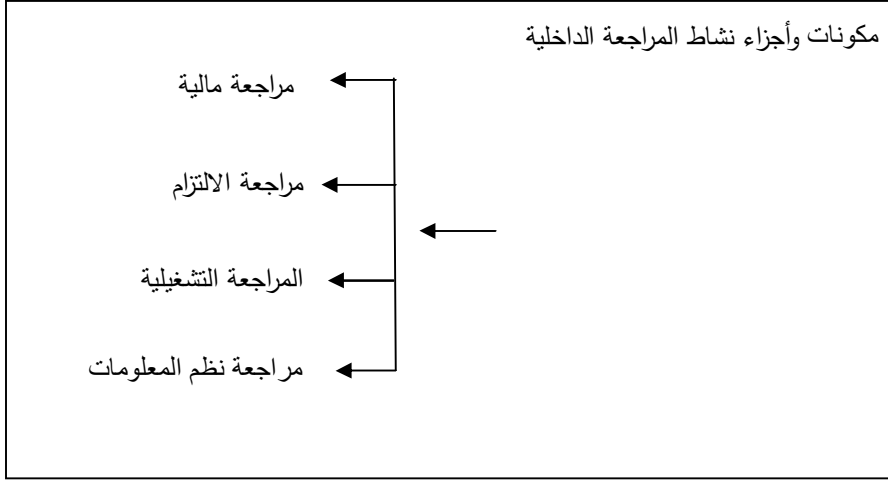 مكونات وأجزاء نشاط المراجعة الداخلية
مراجعة مالية
مراجعة الالتزام
المراجعة التشغيلية
مراجعة نظم المعلومات